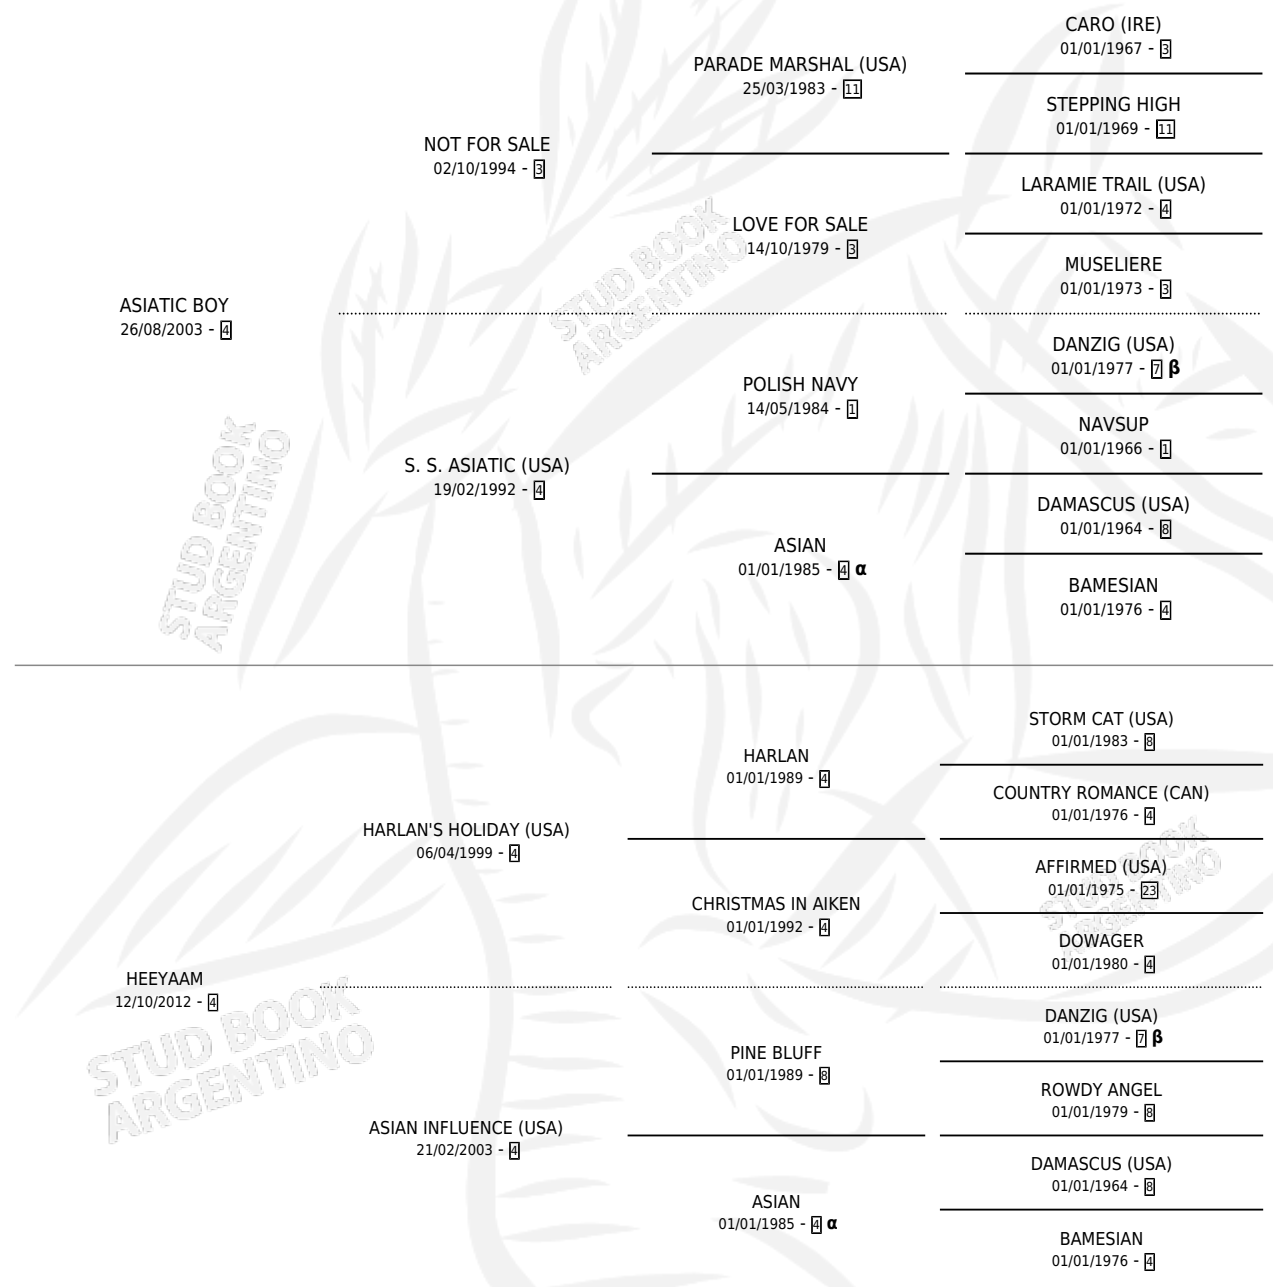 CARO (IRE)
01/01/1967 - 3
PARADE MARSHAL (USA)
25/03/1983 - 11
STEPPING HIGH
01/01/1969 - 11
NOT FOR SALE
02/10/1994 - 3
LARAMIE TRAIL (USA)
01/01/1972 - 4
LOVE FOR SALE
14/10/1979 - 3
MUSELIERE
01/01/1973 - 3
ASIATIC BOY
26/08/2003 - 4
DANZIG (USA)
01/01/1977 - 7 β
POLISH NAVY
14/05/1984 - 1
NAVSUP
01/01/1966 - 1
S. S. ASIATIC (USA)
19/02/1992 - 4
DAMASCUS (USA)
01/01/1964 - 8
ASIAN
01/01/1985 - 4 α
BAMESIAN
01/01/1976 - 4
STORM CAT (USA)
01/01/1983 - 8
HARLAN
01/01/1989 - 4
COUNTRY ROMANCE (CAN)
01/01/1976 - 4
HARLAN'S HOLIDAY (USA)
06/04/1999 - 4
AFFIRMED (USA)
01/01/1975 - 23
CHRISTMAS IN AIKEN
01/01/1992 - 4
DOWAGER
01/01/1980 - 4
HEEYAAM
12/10/2012 - 4
DANZIG (USA)
01/01/1977 - 7 β
PINE BLUFF
01/01/1989 - 8
ROWDY ANGEL
01/01/1979 - 8
ASIAN INFLUENCE (USA)
21/02/2003 - 4
DAMASCUS (USA)
01/01/1964 - 8
ASIAN
01/01/1985 - 4 α
BAMESIAN
01/01/1976 - 4
STUD BOOK
ARGENTINO
STUD BOOK
ARGENTINO
STUD BOOK
ARGENTINO
STUD BOOK
ARGENTINO